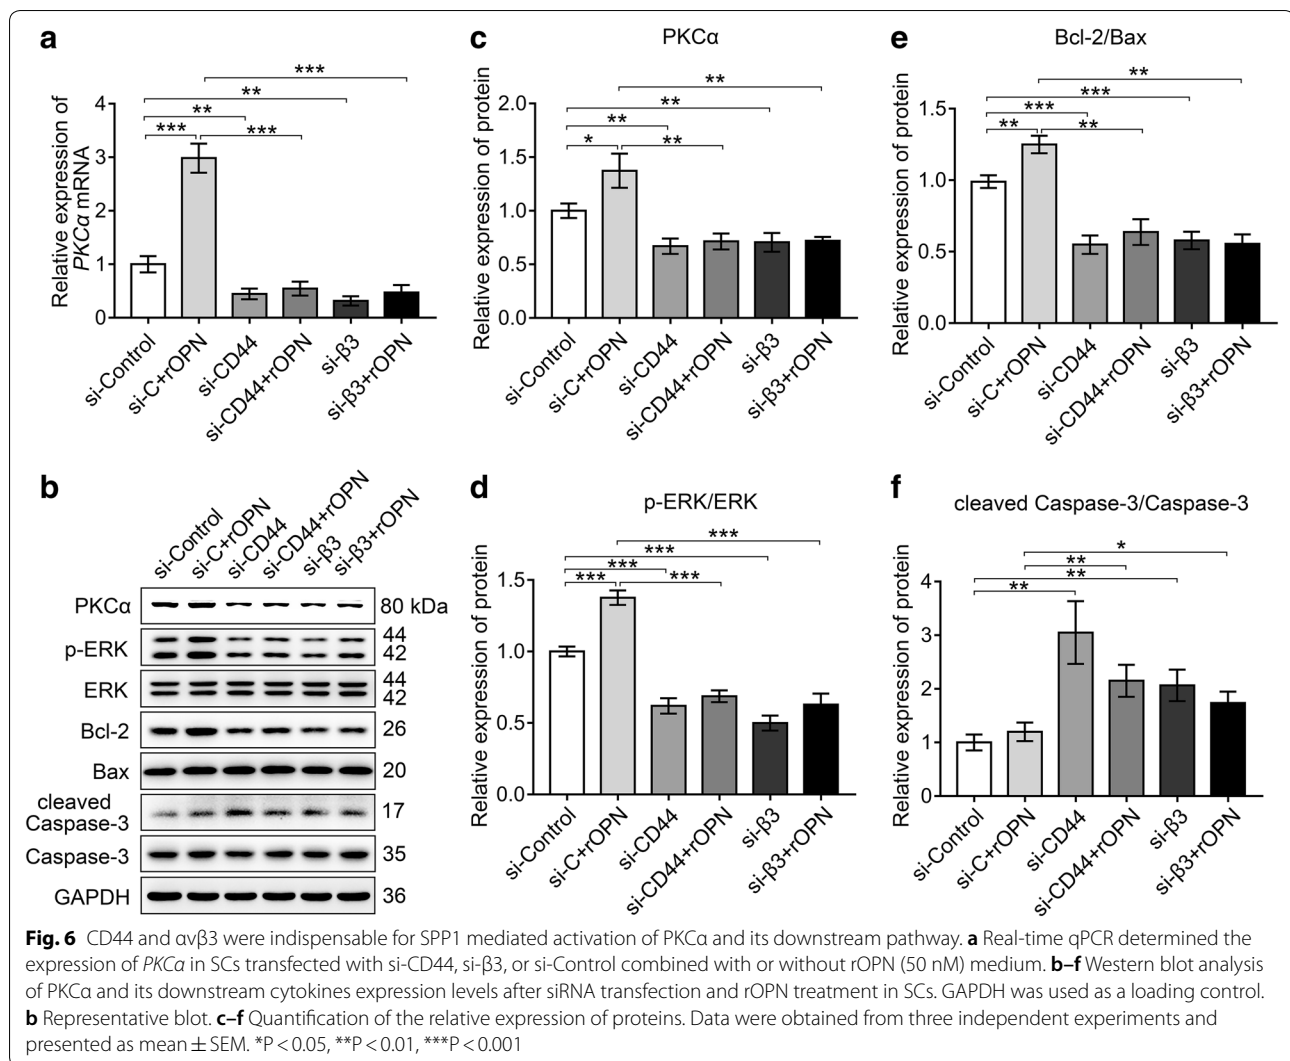 a
Relative expression of
PKCα mRNA
4
3
2
1
0
***
**
**
***
***
si-Control
si-C+rOPN
si-CD44
si-CD44+rOPN
si-β3
si-β3+rOPN
c
PKCα
Relative expression of protein
2.0
1.5
1.0
0.5
0.0
**
**
**
*
**
si-Control
si-C+rOPN
si-CD44
si-CD44+rOPN
si-β3
si-β3+rOPN
e
Bcl-2/Bax
Relative expression of protein
1.5
1.0
0.5
0.0
**
***
***
**
**
si-Control
si-C+rOPN
si-CD44
si-CD44+rOPN
si-β3
si-β3+rOPN
b
si-Control
si-C+rOPN
si-CD44
si-CD44+rOPN
si-β3
si-β3+rOPN
PKCα 80 kDa
p-ERK 44
42
ERK 44
42
Bcl-2 26
Bax 20
cleaved
Caspase-3 17
Caspase-3 35
GAPDH 36
d
p-ERK/ERK
Relative expression of protein
1.5
1.0
0.5
0.0
***
***
***
***
***
si-Control
si-C+rOPN
si-CD44
si-CD44+rOPN
si-β3
si-β3+rOPN
f
cleaved Caspase-3/Caspase-3
Relative expression of protein
4
3
2
1
0
*
**
**
**
si-Control
si-C+rOPN
si-CD44
si-CD44+rOPN
si-β3
si-β3+rOPN
Fig. 6 CD44 and αvβ3 were indispensable for SPP1 mediated activation of PKCα and its downstream pathway. a Real-time qPCR determined the
expression of PKCα in SCs transfected with si-CD44, si-β3, or si-Control combined with or without rOPN (50 nM) medium. b–f Western blot analysis
of PKCα and its downstream cytokines expression levels after siRNA transfection and rOPN treatment in SCs. GAPDH was used as a loading control.
b Representative blot. c–f Quantification of the relative expression of proteins. Data were obtained from three independent experiments and
presented as mean ± SEM. *P < 0.05, **P < 0.01, ***P < 0.001